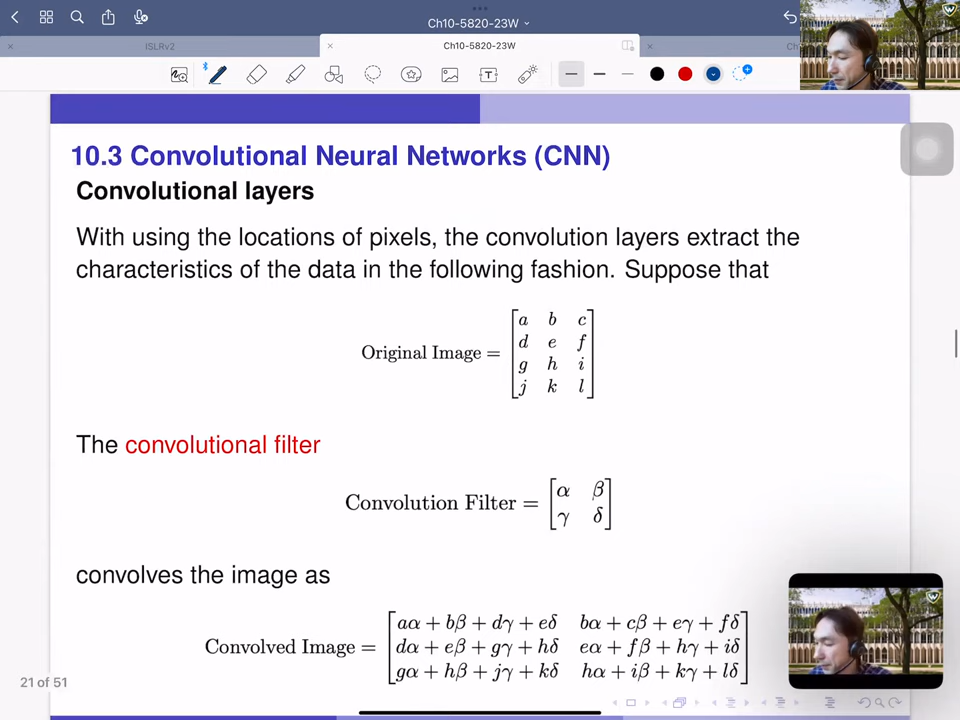 Ch10-5820-23W
ISLRv2
Ch10-5820-23W
Ch
10.3 Convolutional Neural Networks (CNN)
Convolutional layers
With using the locations of pixels, the convolution layers extract the
characteristics of the data in the following fashion. Suppose that
Original Image = [a b c
d e f
g h i
j k l]
The convolutional filter
Convolution Filter = [α β
γ δ]
convolves the image as
Convolved Image = [aα + bβ + dγ + eδ bα + cβ + eγ + fδ
dα + eβ + gγ + hδ eα + fβ + hγ + iδ
gα + hβ + jγ + kδ hα + iβ + kγ + lδ]
21 of 51